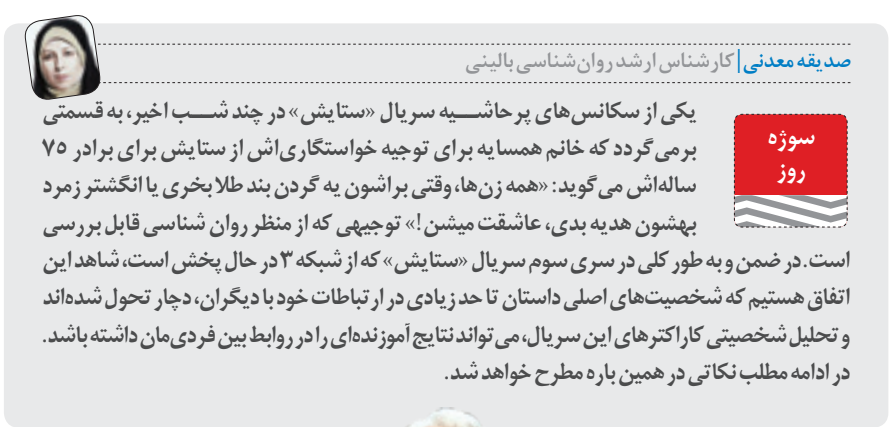 صدیقه معدنی | کارشناس ارشد روان‌شناسی بالینی
سوژه
روز
یکی از سکانس‌های پرحاشیه سریال «ستایش» در چند شب اخیر، به قسمتی
برمی‌گردد که خانم همسایه برای توجیه خواستگاری‌اش از ستایش برای برادر ۷۵
ساله‌اش می‌گوید: «همه زن‌ها، وقتی براشون یه گردن بند طلا بخری یا انگشتر زمرد
بهشون هدیه بدی، عاشقت میشن!» توجیهی که از منظر روان شناسی قابل بررسی
است. در ضمن و به طور کلی در سری سوم سریال «ستایش» که از شبکه ۳ در حال پخش است، شاهد این
اتفاق هستیم که شخصیت‌های اصلی داستان تا حد زیادی در ارتباطات خود با دیگران، دچار تحول شده‌اند
و تحلیل شخصیتی کاراکترهای این سریال، می‌تواند نتایج آموزنده‌ای را در روابط بین فردی‌مان داشته باشد.
در ادامه مطلب نکاتی در همین باره مطرح خواهد شد.